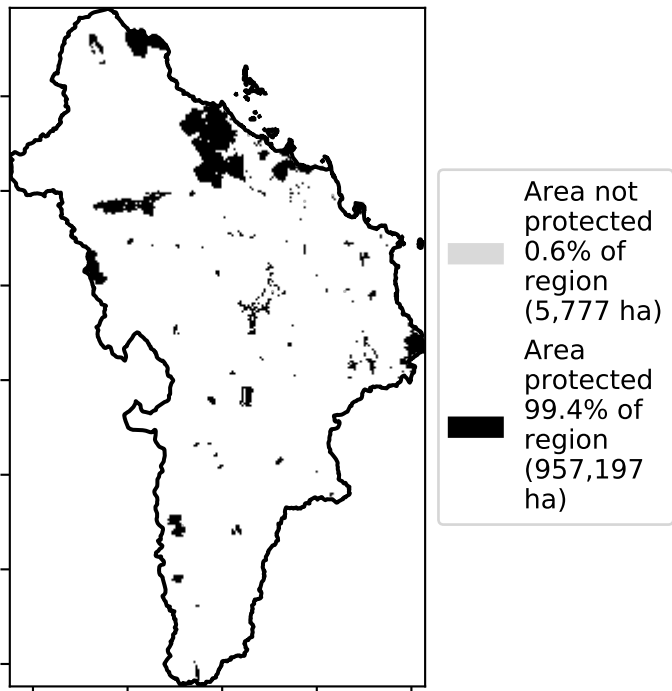 Area not
protected
0.6% of
region
(5,777 ha)
Area
protected
99.4% of
region
(957,197
ha)